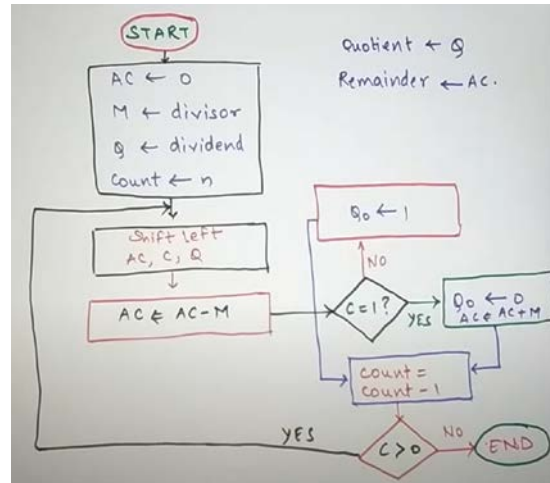 START
Quotient ← Q
Remainder ← AC.
AC ← 0
M ← divisor
Q ← dividend
Count ← n
Shift left
AC, C, Q
AC ← AC-M
Q0 ← 1
NO
C=1?
YES
Q0 ← 0
AC ← AC+M
Count =
Count - 1
YES
C>0
NO
END